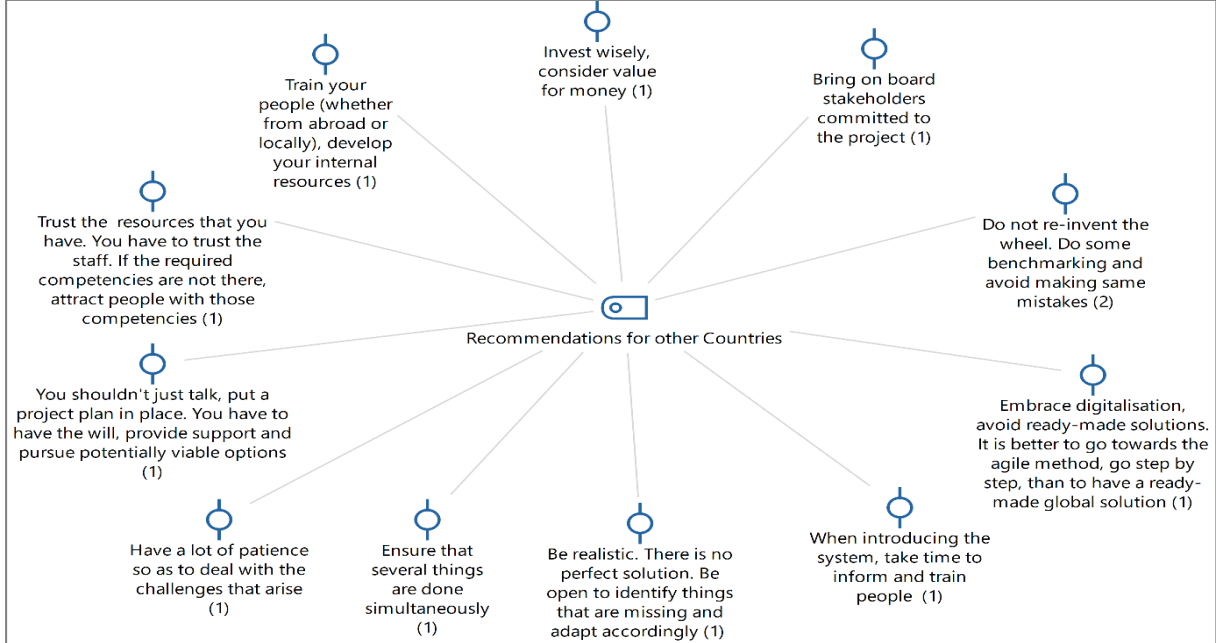 Invest wisely,
consider value
for money (1)
Train your
people (whether
from abroad or
locally), develop
your internal
resources (1)
Bring on board
stakeholders
committed to
the project (1)
Trust the  resources that you
have. You have to trust the
staff. If the required
competencies are not there,
attract people with those
competencies (1)
Do not re-invent the
wheel. Do some
benchmarking and
avoid making same
mistakes (2)
Recommendations for other Countries
You shouldn't just talk, put a
project plan in place. You have to
have the will, provide support and
pursue potentially viable options
(1)
Embrace digitalisation,
avoid ready-made solutions.
It is better to go towards the
agile method, go step by
step, than to have a ready-
made global solution (1)
Have a lot of patience
so as to deal with the
challenges that arise
(1)
Ensure that
several things
are done
simultaneously
(1)
Be realistic. There is no
perfect solution. Be
open to identify things
that are missing and
adapt accordingly (1)
When introducing the
system, take time to
inform and train
people  (1)